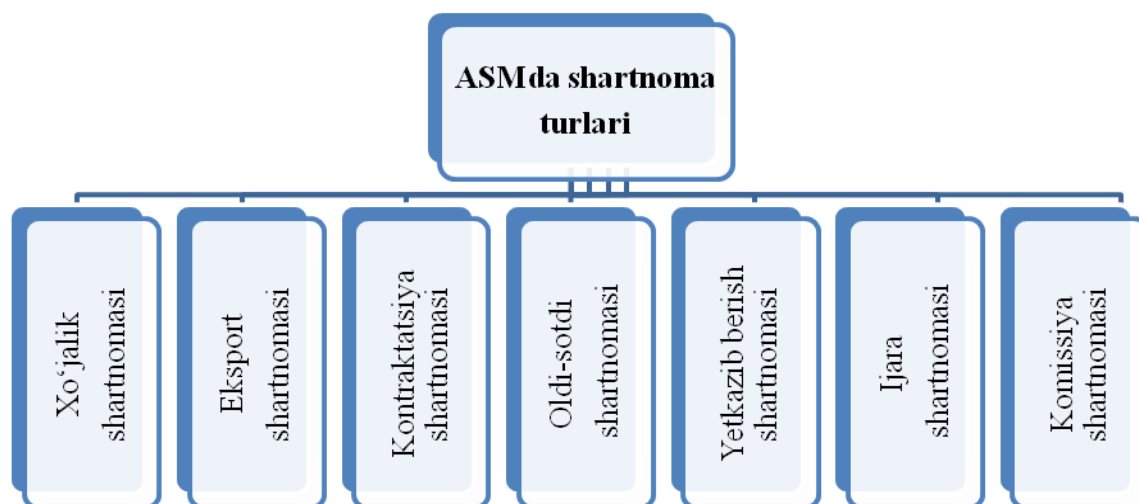 ASMda shartnoma
turlari
Xo‘jalik
shartnomasi
Eksport
shartnomasi
Kontraktatsiya
shartnomasi
Oldi-sotdi
shartnomasi
Yetkazib berish
shartnomasi
Ijara
shartnomasi
Komissiya
shartnomasi